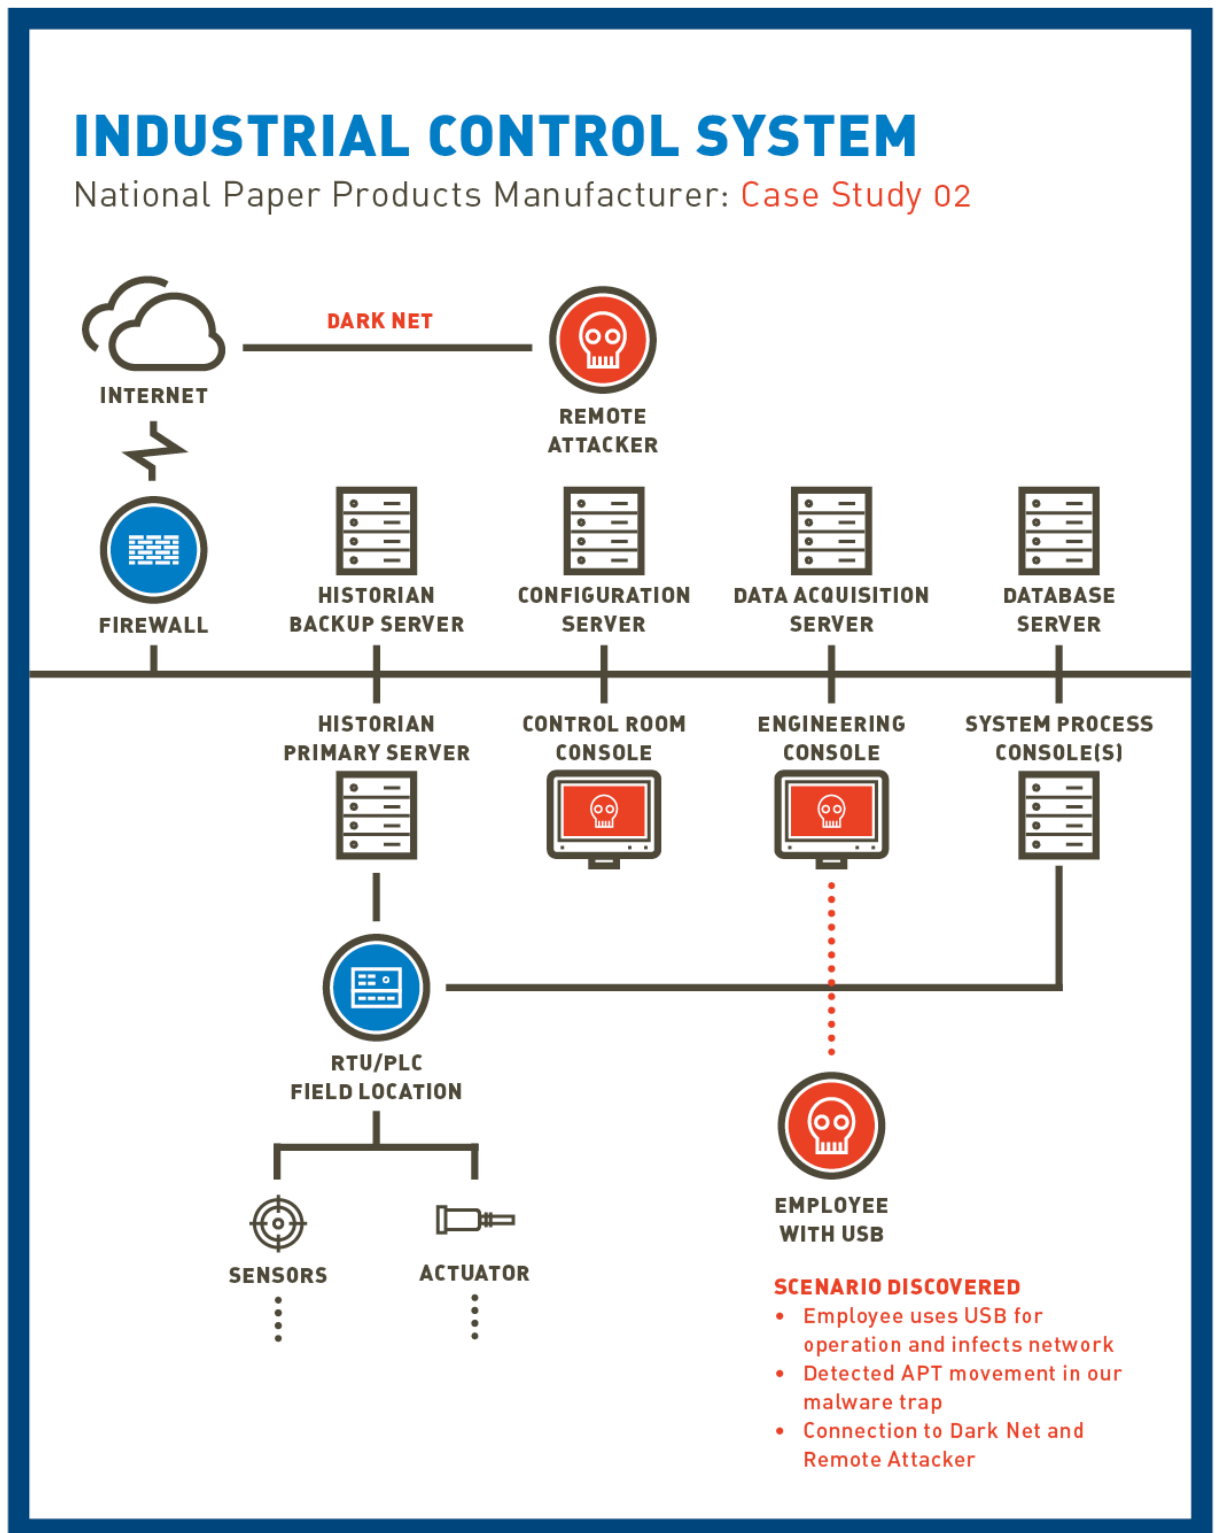 INDUSTRIAL CONTROL SYSTEM
National Paper Products Manufacturer: Case Study 02
DARK NET
INTERNET
REMOTE
ATTACKER
FIREWALL
HISTORIAN
BACKUP SERVER
CONFIGURATION
SERVER
DATA ACQUISITION
SERVER
DATABASE
SERVER
HISTORIAN
PRIMARY SERVER
CONTROL ROOM
CONSOLE
ENGINEERING
CONSOLE
SYSTEM PROCESS
CONSOLE(S)
RTU/PLC
FIELD LOCATION
SENSORS
ACTUATOR
EMPLOYEE
WITH USB
SCENARIO DISCOVERED
• Employee uses USB for
operation and infects network
• Detected APT movement in our
malware trap
• Connection to Dark Net and
Remote Attacker